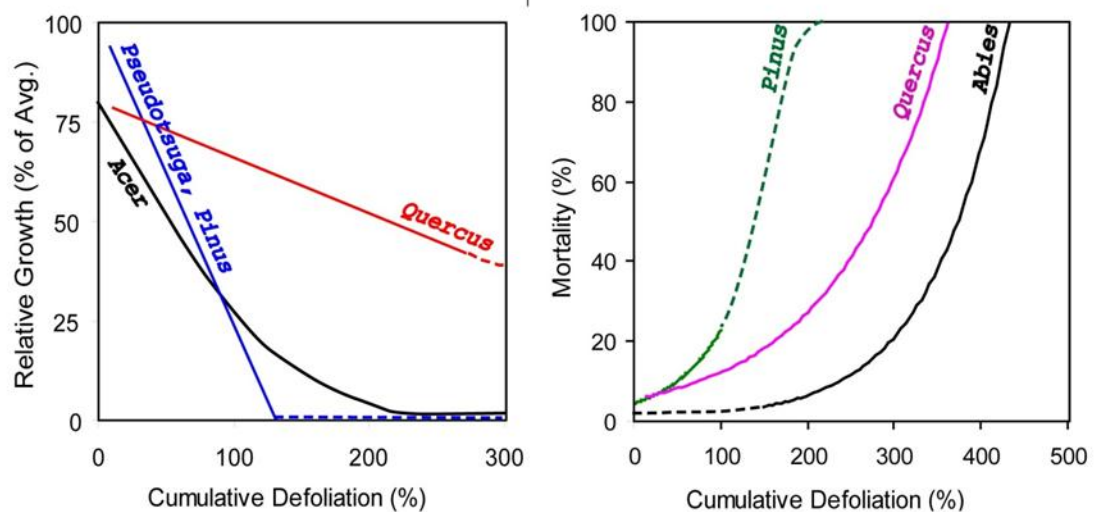 Relative Growth (% of Avg.)
100
75
50
25
0
0 100 200 300
Cumulative Defoliation (%)
Pseudotsuga, Pinus
Acer
Quercus
Mortality (%)
100
80
60
40
20
0
0 100 200 300 400 500
Cumulative Defoliation (%)
Pinus
Quercus
Abies